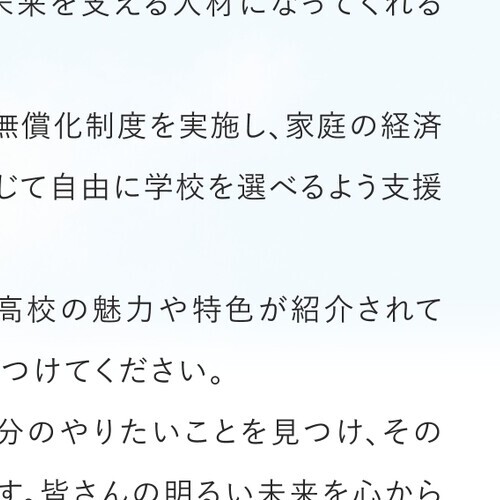 未来を支える人材になってくれる
無償化制度を実施し、家庭の経済
じて自由に学校を選べるよう支援
高校の魅力や特色が紹介されて
つけてください。
分のやりたいことを見つけ、その
す。皆さんの明るい未来を心から